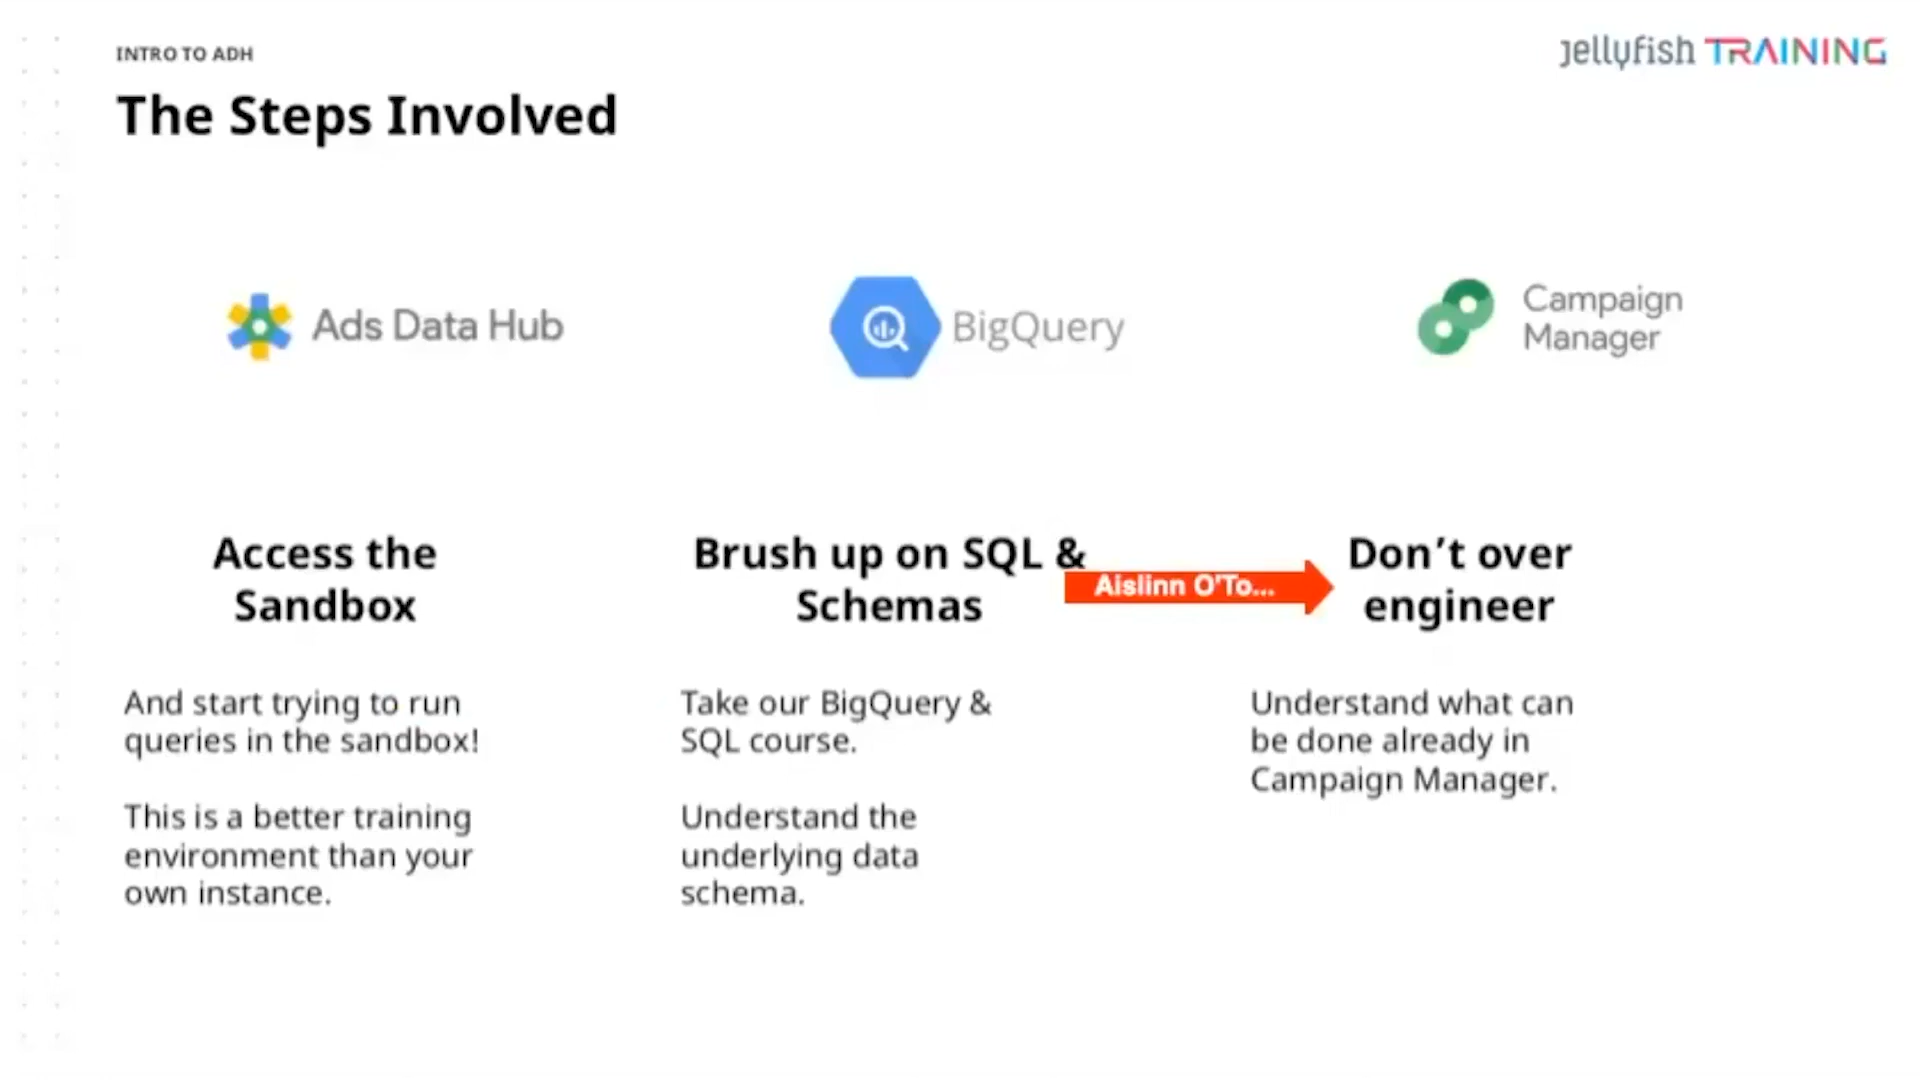 INTRO TO ADH
jellyfish TRAINING
The Steps Involved
Ads Data Hub
BigQuery
Campaign
Manager
Access the
Sandbox
And start trying to run
queries in the sandbox!
This is a better training
environment than your
own instance.
Brush up on SQL &
Schemas
Take our BigQuery &
SQL course.
Understand the
underlying data
schema.
Aislinn O'To...
Don’t over
engineer
Understand what can
be done already in
Campaign Manager.